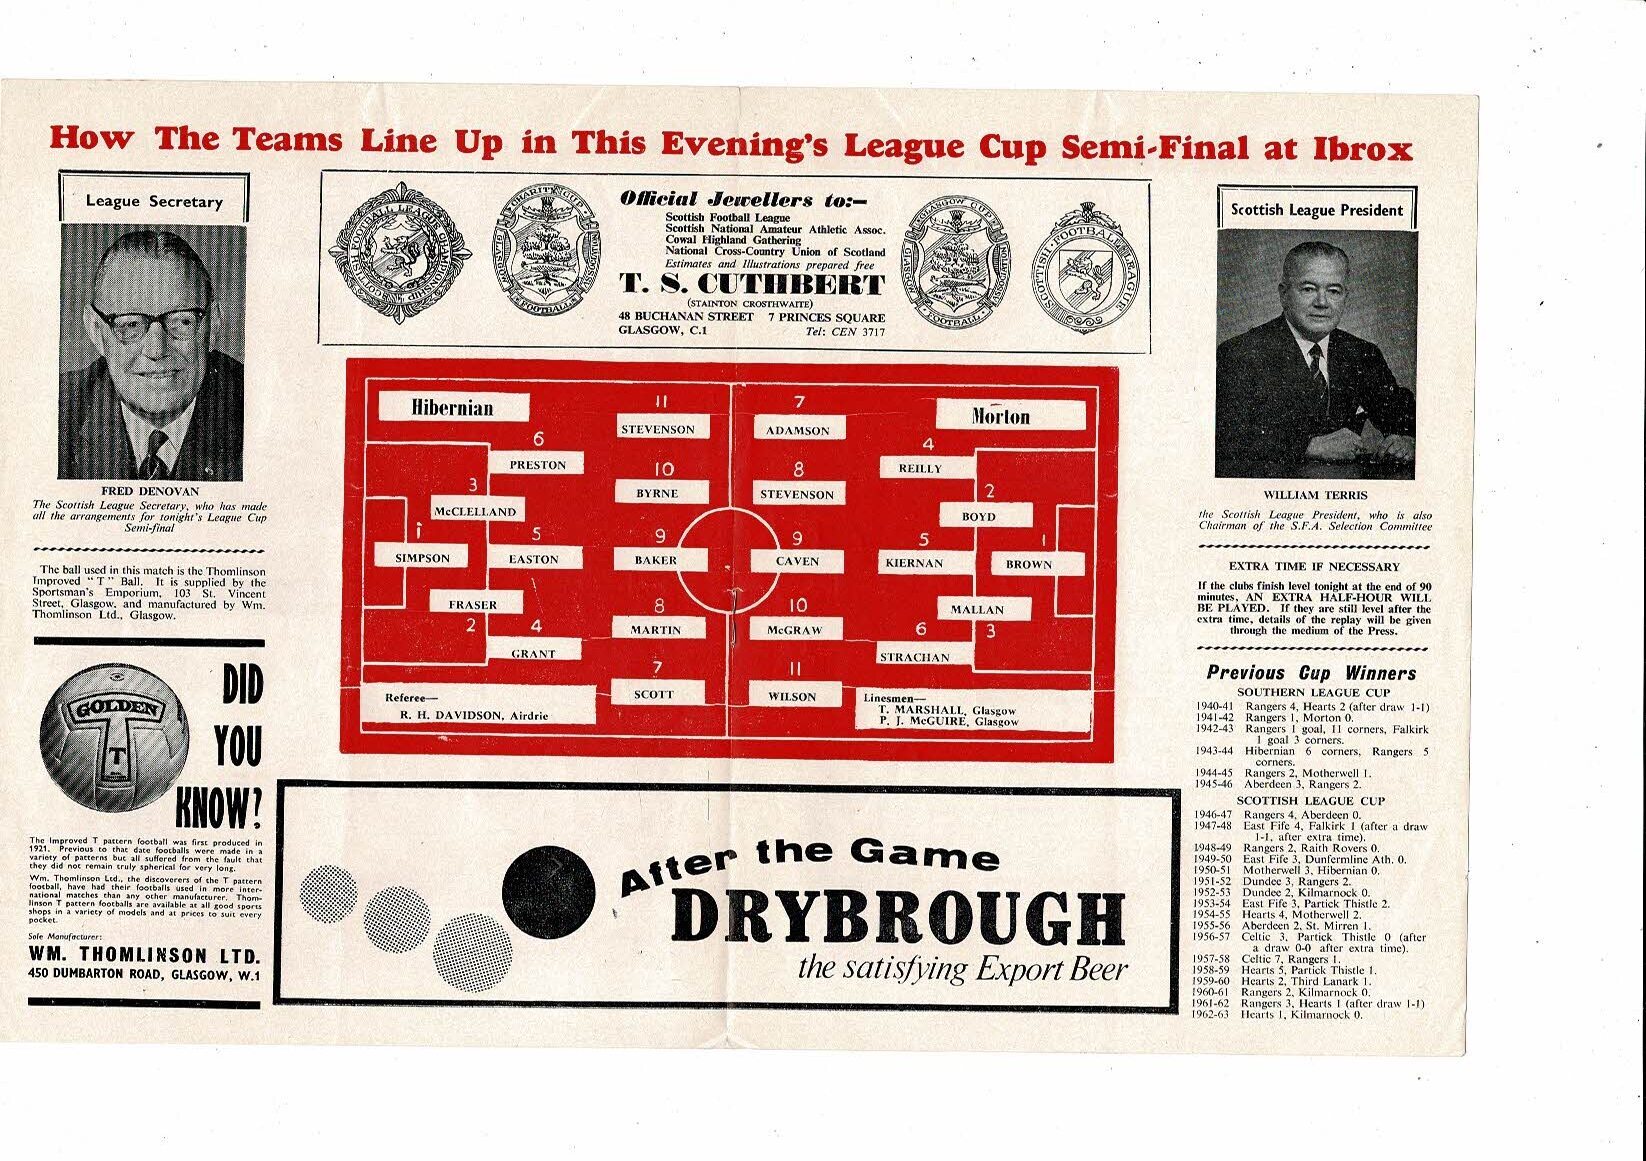 How The Teams Line Up in This Evening's League Cup Semi-Final at Ibrox
League Secretary
FRED DENOVAN
The Scottish League Secretary, who has made
all the arrangements for tonight's League Cup
Semi-final
The ball used in this match is the Thomlinson
Improved "T" Ball. It is supplied by the
Sportsman's Emporium, 103 St. Vincent
Street, Glasgow, and manufactured by Wm.
Thomlinson Ltd., Glasgow.
GOLDEN
T
DID
YOU
KNOW?
The Improved T pattern football was first produced in
1921. Previous to that date footballs were made in a
variety of patterns but all suffered from the fault that
they did not remain truly spherical for very long.
Wm. Thomlinson Ltd., the discoverers of the T pattern
football, have had their footballs used in more inter-
national matches than any other manufacturer. Thom-
linson T pattern footballs are available at all good sports
shops in a variety of models and at prices to suit every
pocket.
Sole Manufacturer:
WM. THOMLINSON LTD.
450 DUMBARTON ROAD, GLASGOW, W.1
Official Jewellers to:—
Scottish Football League
Scottish National Amateur Athletic Assoc.
Cowal Highland Gathering
National Cross-Country Union of Scotland
Estimates and Illustrations prepared free
T. S. CUTHBERT
(STAINTON CROSTHWAITE)
48 BUCHANAN STREET 7 PRINCES SQUARE
GLASGOW, C.1 Tel: CEN 3717
CHARITY CUP
GLASGOW
FOOTBALL
GLASGOW CUP
FOOTBALL
SCOTTISH FOOTBALL LEAGUE
Hibernian
Morton
11
STEVENSON
7
ADAMSON
6
PRESTON
4
REILLY
10
BYRNE
8
STEVENSON
3
McCLELLAND
2
BOYD
1
SIMPSON
5
EASTON
9
BAKER
9
CAVEN
5
KIERNAN
1
BROWN
FRASER
2
8
MARTIN
10
McGRAW
MALLAN
3
4
GRANT
6
STRACHAN
7
SCOTT
11
WILSON
Referee—
R. H. DAVIDSON, Airdrie
Linesmen—
T. MARSHALL, Glasgow
P. J. McGUIRE, Glasgow
After the Game
DRYBROUGH
the satisfying Export Beer
Scottish League President
WILLIAM TERRIS
the Scottish League President, who is also
Chairman of the S.F.A. Selection Committee
EXTRA TIME IF NECESSARY
If the clubs finish level tonight at the end of 90
minutes, AN EXTRA HALF-HOUR WILL
BE PLAYED. If they are still level after the
extra time, details of the replay will be given
through the medium of the Press.
Previous Cup Winners
SOUTHERN LEAGUE CUP
1940-41 Rangers 4, Hearts 2 (after draw 1-1)
1941-42 Rangers 1, Morton 0.
1942-43 Rangers 1 goal, 11 corners, Falkirk
1 goal 3 corners.
1943-44 Hibernian 6 corners, Rangers 5
corners.
1944-45 Rangers 2, Motherwell 1.
1945-46 Aberdeen 3, Rangers 2.
SCOTTISH LEAGUE CUP
1946-47 Rangers 4, Aberdeen 0.
1947-48 East Fife 4, Falkirk 1 (after a draw
1-1, after extra time).
1948-49 Rangers 2, Raith Rovers 0.
1949-50 East Fife 3, Dunfermline Ath. 0.
1950-51 Motherwell 3, Hibernian 0.
1951-52 Dundee 3, Rangers 2.
1952-53 Dundee 2, Kilmarnock 0.
1953-54 East Fife 3, Partick Thistle 2.
1954-55 Hearts 4, Motherwell 2.
1955-56 Aberdeen 2, St. Mirren 1.
1956-57 Celtic 3, Partick Thistle 0 (after
a draw 0-0 after extra time).
1957-58 Celtic 7, Rangers 1.
1958-59 Hearts 5, Partick Thistle 1.
1959-60 Hearts 2, Third Lanark 1.
1960-61 Rangers 2, Kilmarnock 0.
1961-62 Rangers 3, Hearts 1 (after draw 1-1)
1962-63 Hearts 1, Kilmarnock 0.